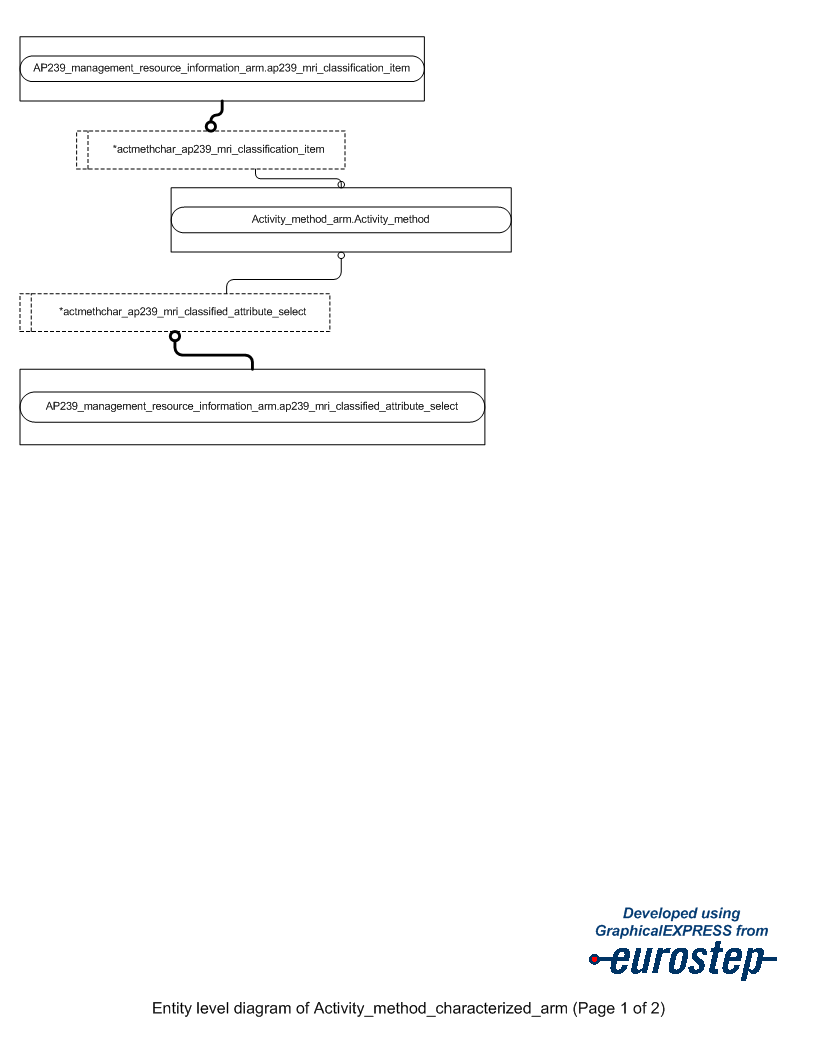 AP239_management_resource_information_arm.ap239_mri_classification_item
*actmethchar_ap239_mri_classification_item
Activity_method_arm.Activity_method
*actmethchar_ap239_mri_classified_attribute_select
AP239_management_resource_information_arm.ap239_mri_classified_attribute_select
Developed using
GraphicalEXPRESS from
eurostep
Entity level diagram of Activity_method_characterized_arm (Page 1 of 2)